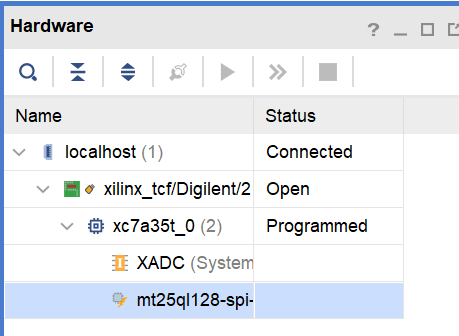 Hardware ? _
Name Status
localhost (1) Connected
xilinx_tcf/Digilent/2 Open
xc7a35t_0 (2) Programmed
XADC (System
mt25ql128-spi-